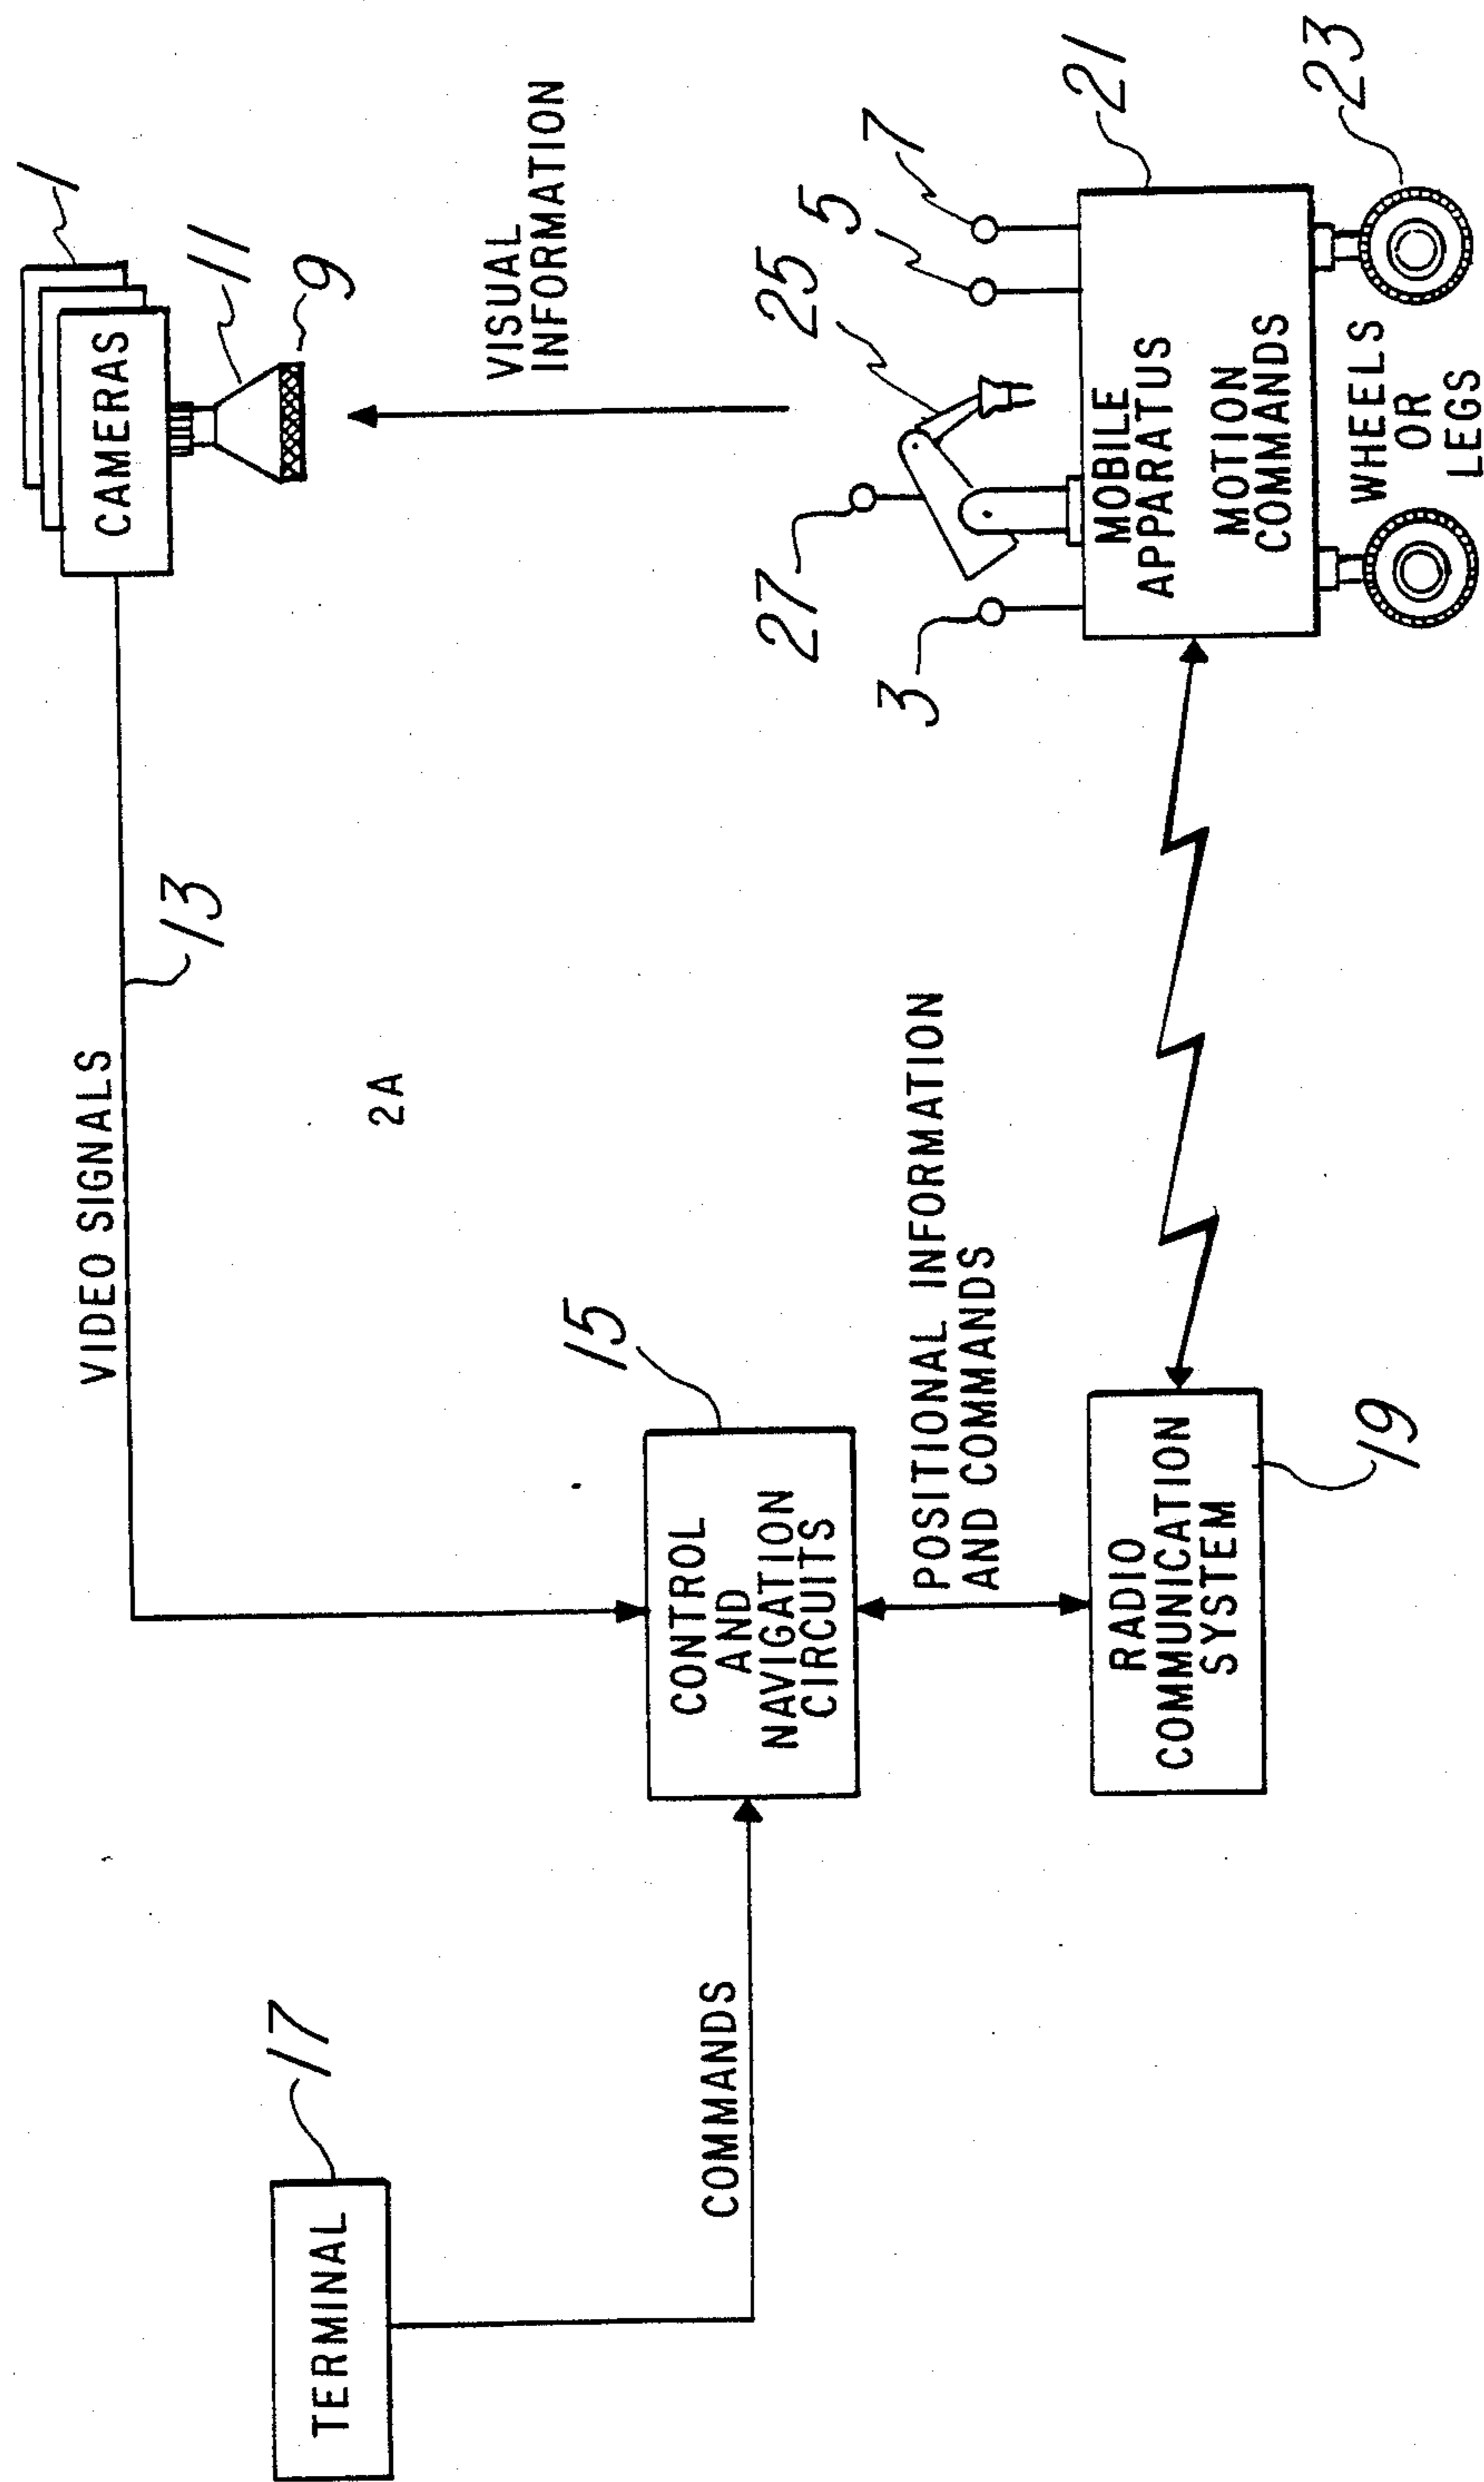 TERMINAL
17
COMMANDS
VIDEO SIGNALS
13
2A
CAMERAS
1
11
9
VISUAL
INFORMATION
CONTROL
AND
NAVIGATION
CIRCUITS
15
POSITIONAL INFORMATION
AND COMMANDS
RADIO
COMMUNICATION
SYSTEM
19
3
27
25
5
7
MOBILE
APPARATUS
MOTION
COMMANDS
21
WHEELS
OR
LEGS
23